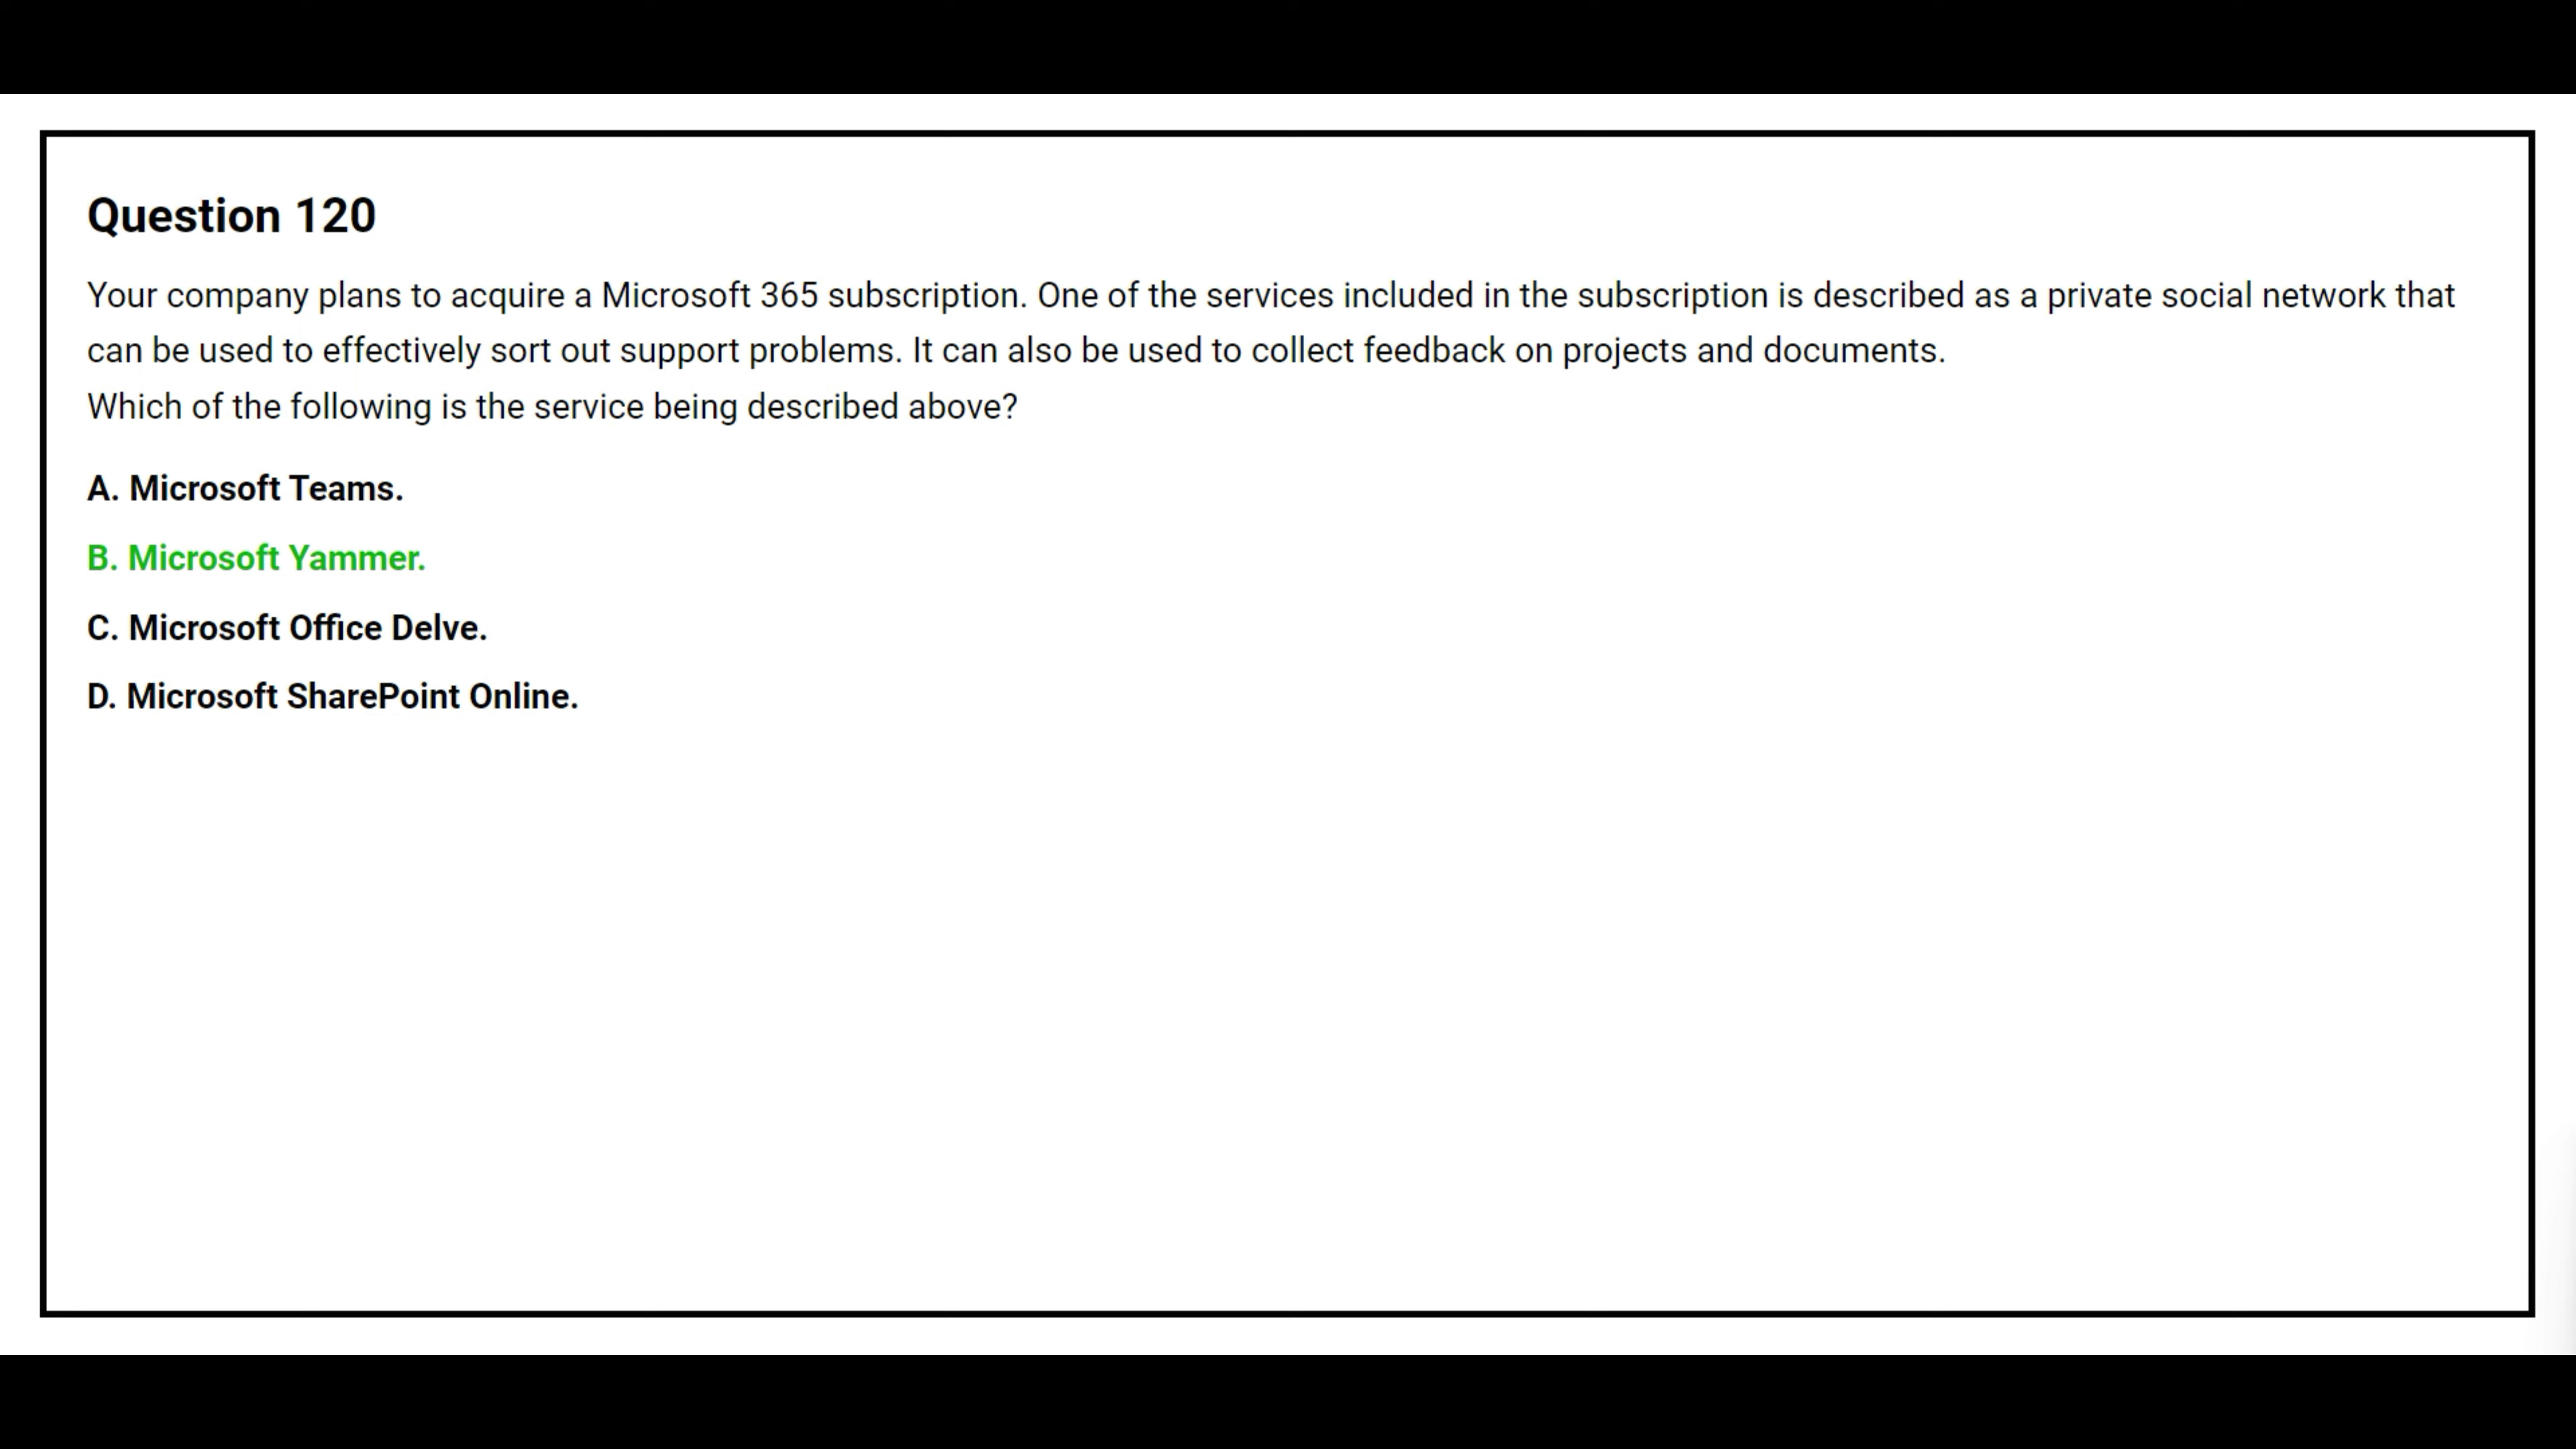 Question 120
Your company plans to acquire a Microsoft 365 subscription. One of the services included in the subscription is described as a private social network that
can be used to effectively sort out support problems. It can also be used to collect feedback on projects and documents.
Which of the following is the service being described above?
A. Microsoft Teams.
B. Microsoft Yammer.
C. Microsoft Office Delve.
D. Microsoft SharePoint Online.